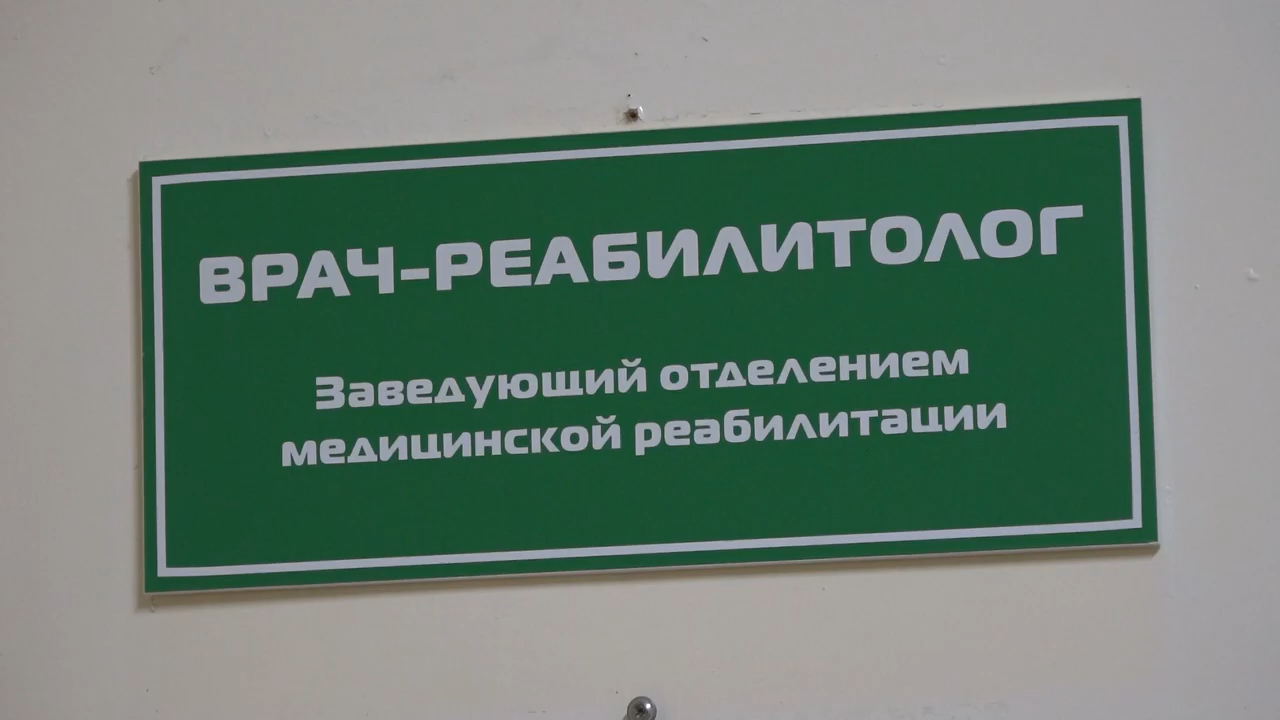 ВРАЧ-РЕАБИЛИТОЛОГ
Заведующий отделением
медицинской реабилитации